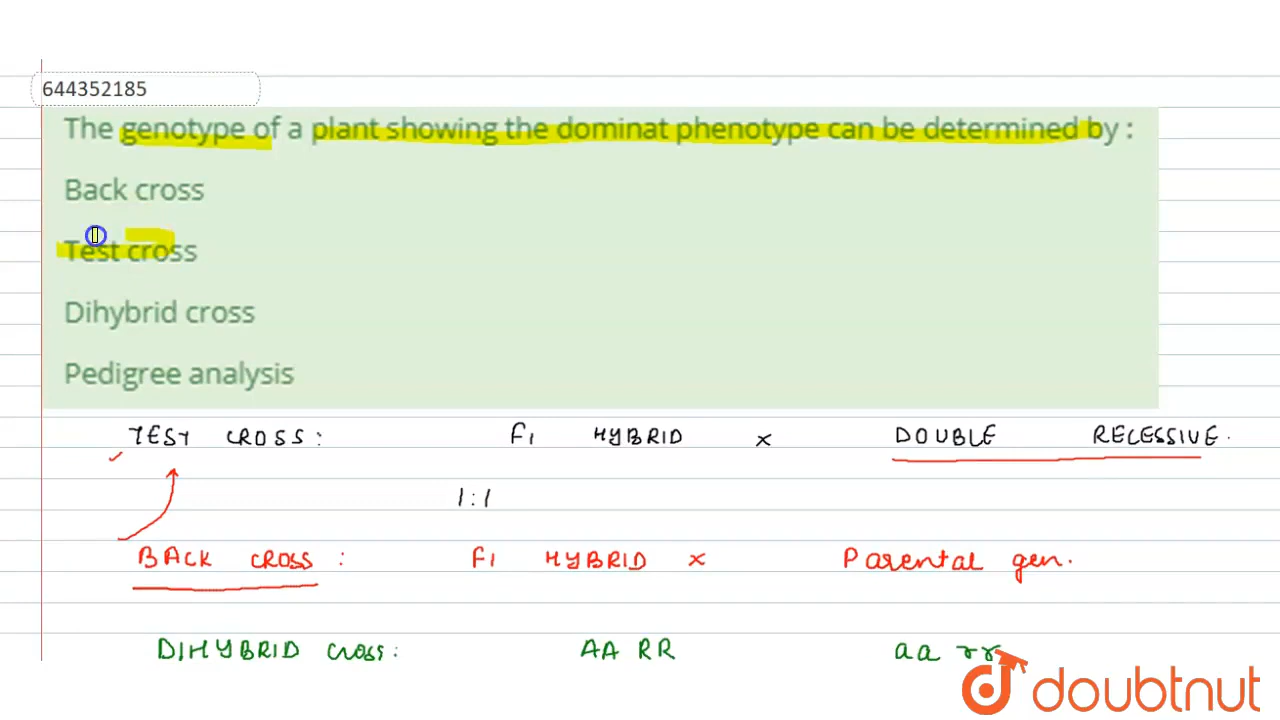 644352185
The genotype of a plant showing the dominat phenotype can be determined by :
Back cross
Test cross
Dihybrid cross
Pedigree analysis
TEST CROSS: F1 HYBRID x DOUBLE RECESSIVE.
1:1
BACK CROSS: F1 HYBRID x Parental gen.
DIHYBRID CROSS: AA RR aa rr
doubtnut